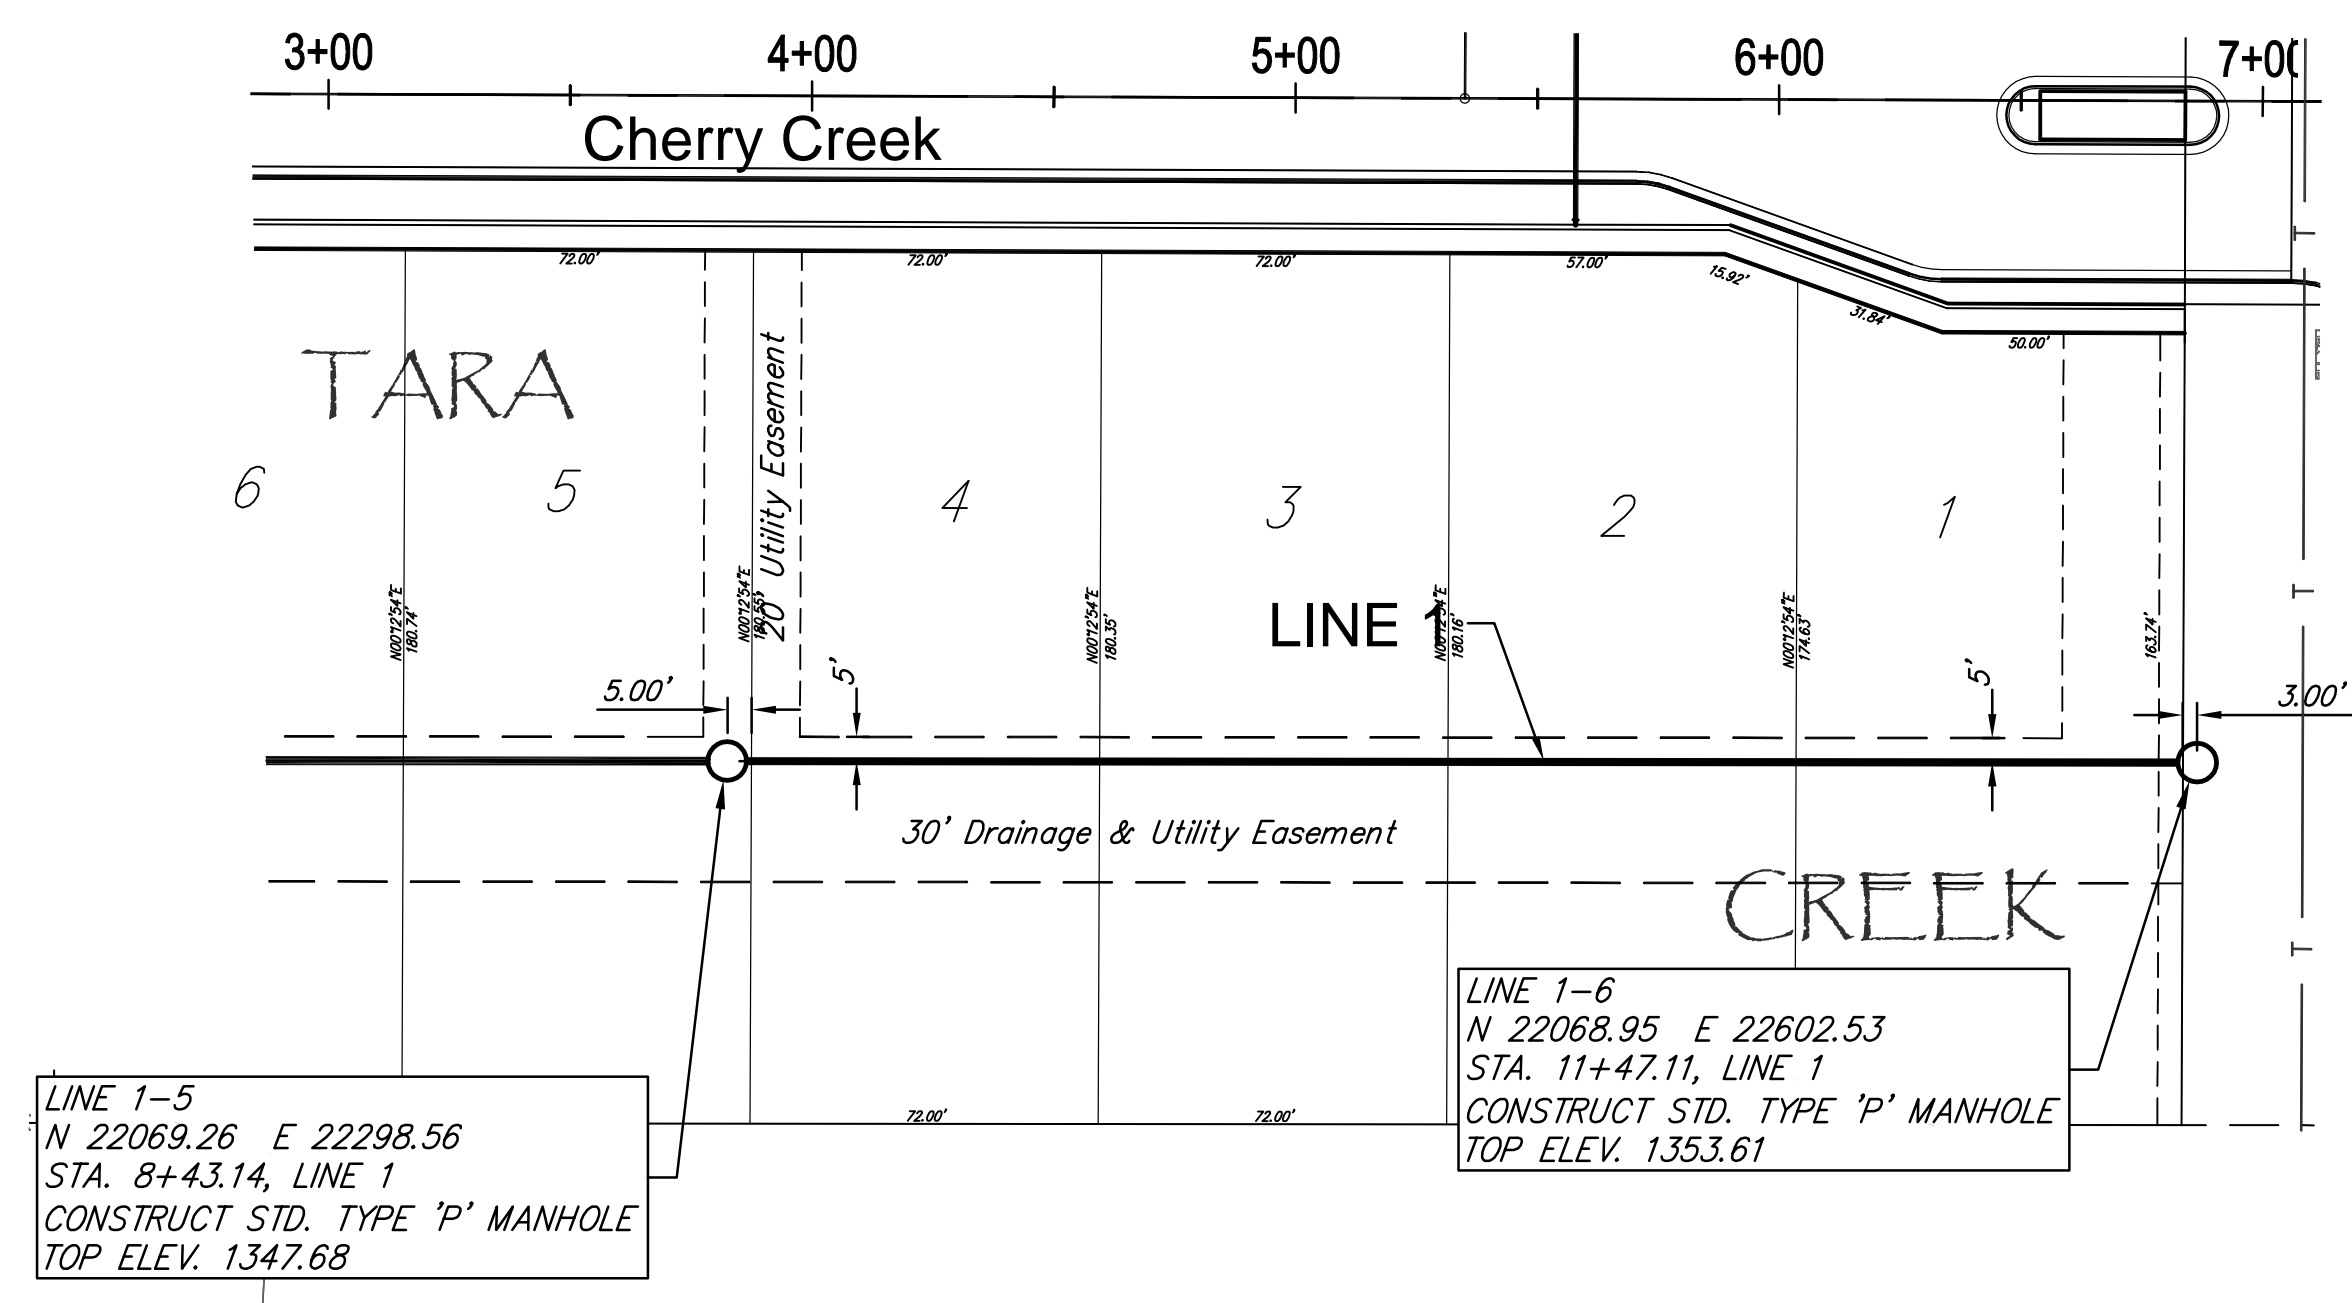 3+00 4+00 5+00 6+00 7+00
Cherry Creek
72.00' 72.00' 72.00' 57.00' 15.92'
31.84'
50.00'
TARA
6 5 4 3 2 1
20' Utility Easement
N00°12'54"E
180.74'
N00°12'54"E
180.55'
N00°12'54"E
180.35'
N00°12'54"E
180.16'
N00°12'54"E
174.63'
163.74'
LINE 1
5.00'
5'
5'
3.00'
30' Drainage & Utility Easement
CREEK
LINE 1-6
N 22068.95 E 22602.53
STA. 11+47.11, LINE 1
CONSTRUCT STD. TYPE 'P' MANHOLE
TOP ELEV. 1353.61
LINE 1-5
N 22069.26 E 22298.56
STA. 8+43.14, LINE 1
CONSTRUCT STD. TYPE 'P' MANHOLE
TOP ELEV. 1347.68
72.00' 72.00'
T
T
T